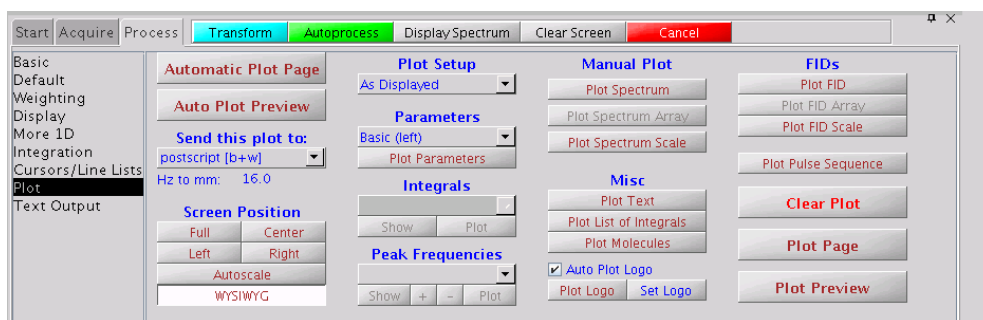 Start Acquire Process Transform Autoprocess Display Spectrum Clear Screen Cancel
Basic
Default
Weighting
Display
More 1D
Integration
Cursors/Line Lists
Plot
Text Output
Automatic Plot Page
Auto Plot Preview
Send this plot to:
postscript [b+w]
Hz to mm: 16.0
Screen Position
Full Center
Left Right
Autoscale
WYSIWYG
Plot Setup
As Displayed
Parameters
Basic (left)
Plot Parameters
Integrals
Show Plot
Peak Frequencies
Show + - Plot
Manual Plot
Plot Spectrum
Plot Spectrum Array
Plot Spectrum Scale
Misc
Plot Text
Plot List of Integrals
Plot Molecules
Auto Plot Logo
Plot Logo Set Logo
FIDs
Plot FID
Plot FID Array
Plot FID Scale
Plot Pulse Sequence
Clear Plot
Plot Page
Plot Preview